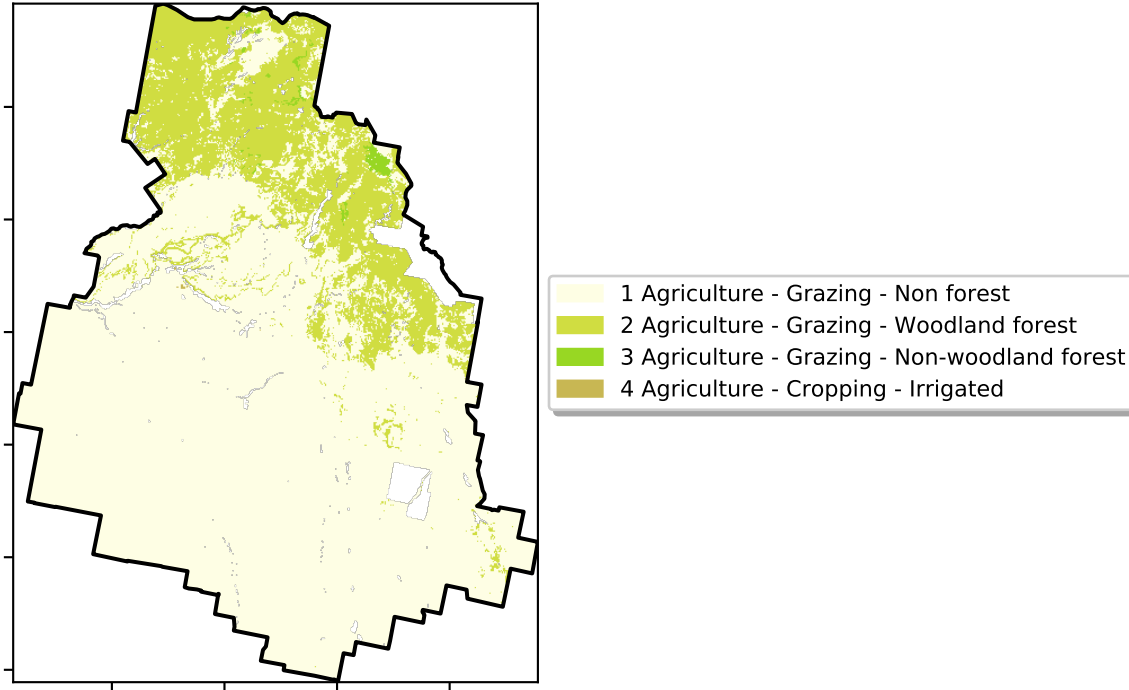 1 Agriculture - Grazing - Non forest
2 Agriculture - Grazing - Woodland forest
3 Agriculture - Grazing - Non-woodland forest
4 Agriculture - Cropping - Irrigated